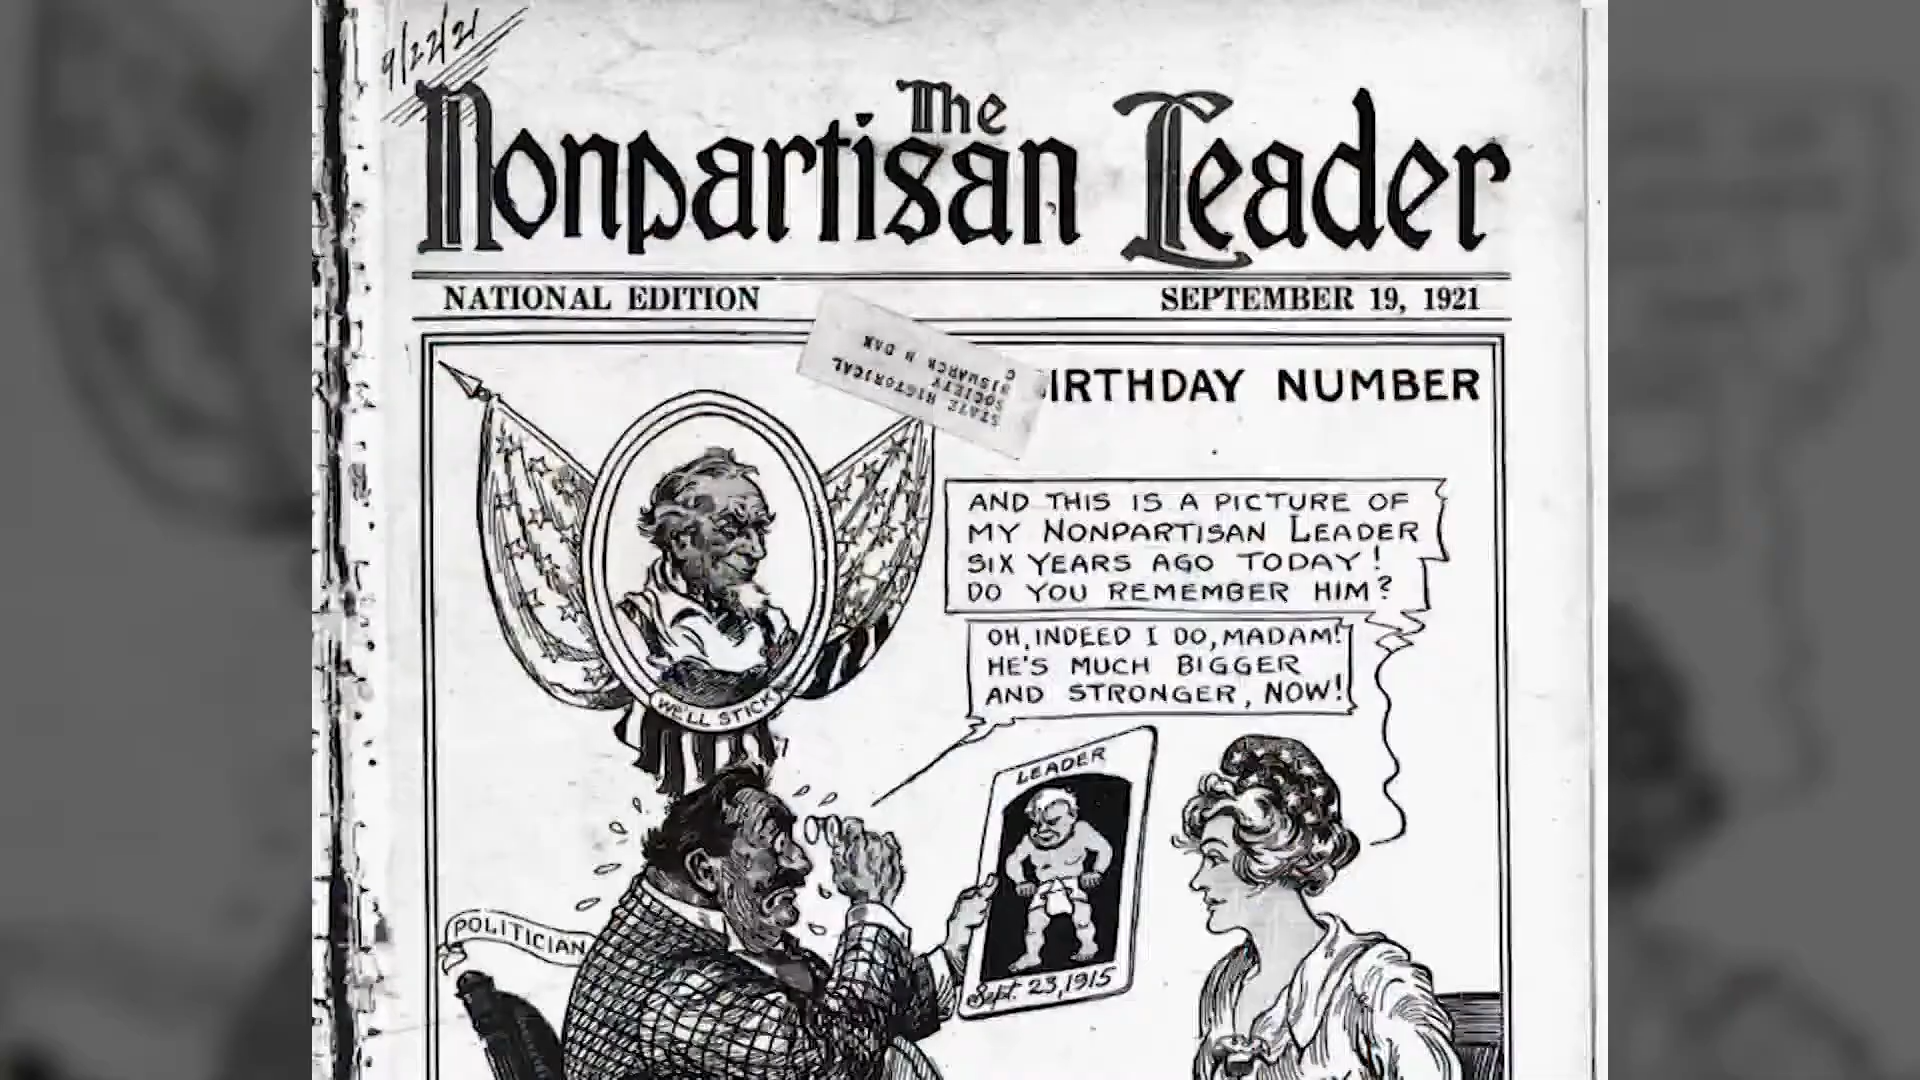 9/22/21
The
Nonpartisan Leader
NATIONAL EDITION
SEPTEMBER 19, 1921
STATE HISTORICAL
SOCIETY
BISMARCK N DAK
C
IRTHDAY NUMBER
AND THIS IS A PICTURE OF
MY NONPARTISAN LEADER
SIX YEARS AGO TODAY!
DO YOU REMEMBER HIM?
OH, INDEED I DO, MADAM!
HE'S MUCH BIGGER
AND STRONGER, NOW!
WE'LL STICK
LEADER
Sept. 23, 1915
POLITICIAN